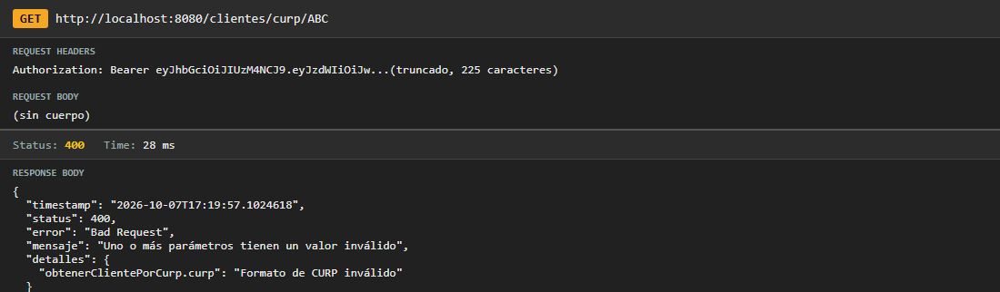 GET http://localhost:8080/clientes/curp/ABC
REQUEST HEADERS
Authorization: Bearer eyJhbGciOiJIUzM4NCJ9.eyJzdWIiOiJw...(truncado, 225 caracteres)
REQUEST BODY
(sin cuerpo)
Status: 400 Time: 28 ms
RESPONSE BODY
{
  "timestamp": "2026-10-07T17:19:57.1024618",
  "status": 400,
  "error": "Bad Request",
  "mensaje": "Uno o más parámetros tienen un valor inválido",
  "detalles": {
    "obtenerClientePorCurp.curp": "Formato de CURP inválido"
  }